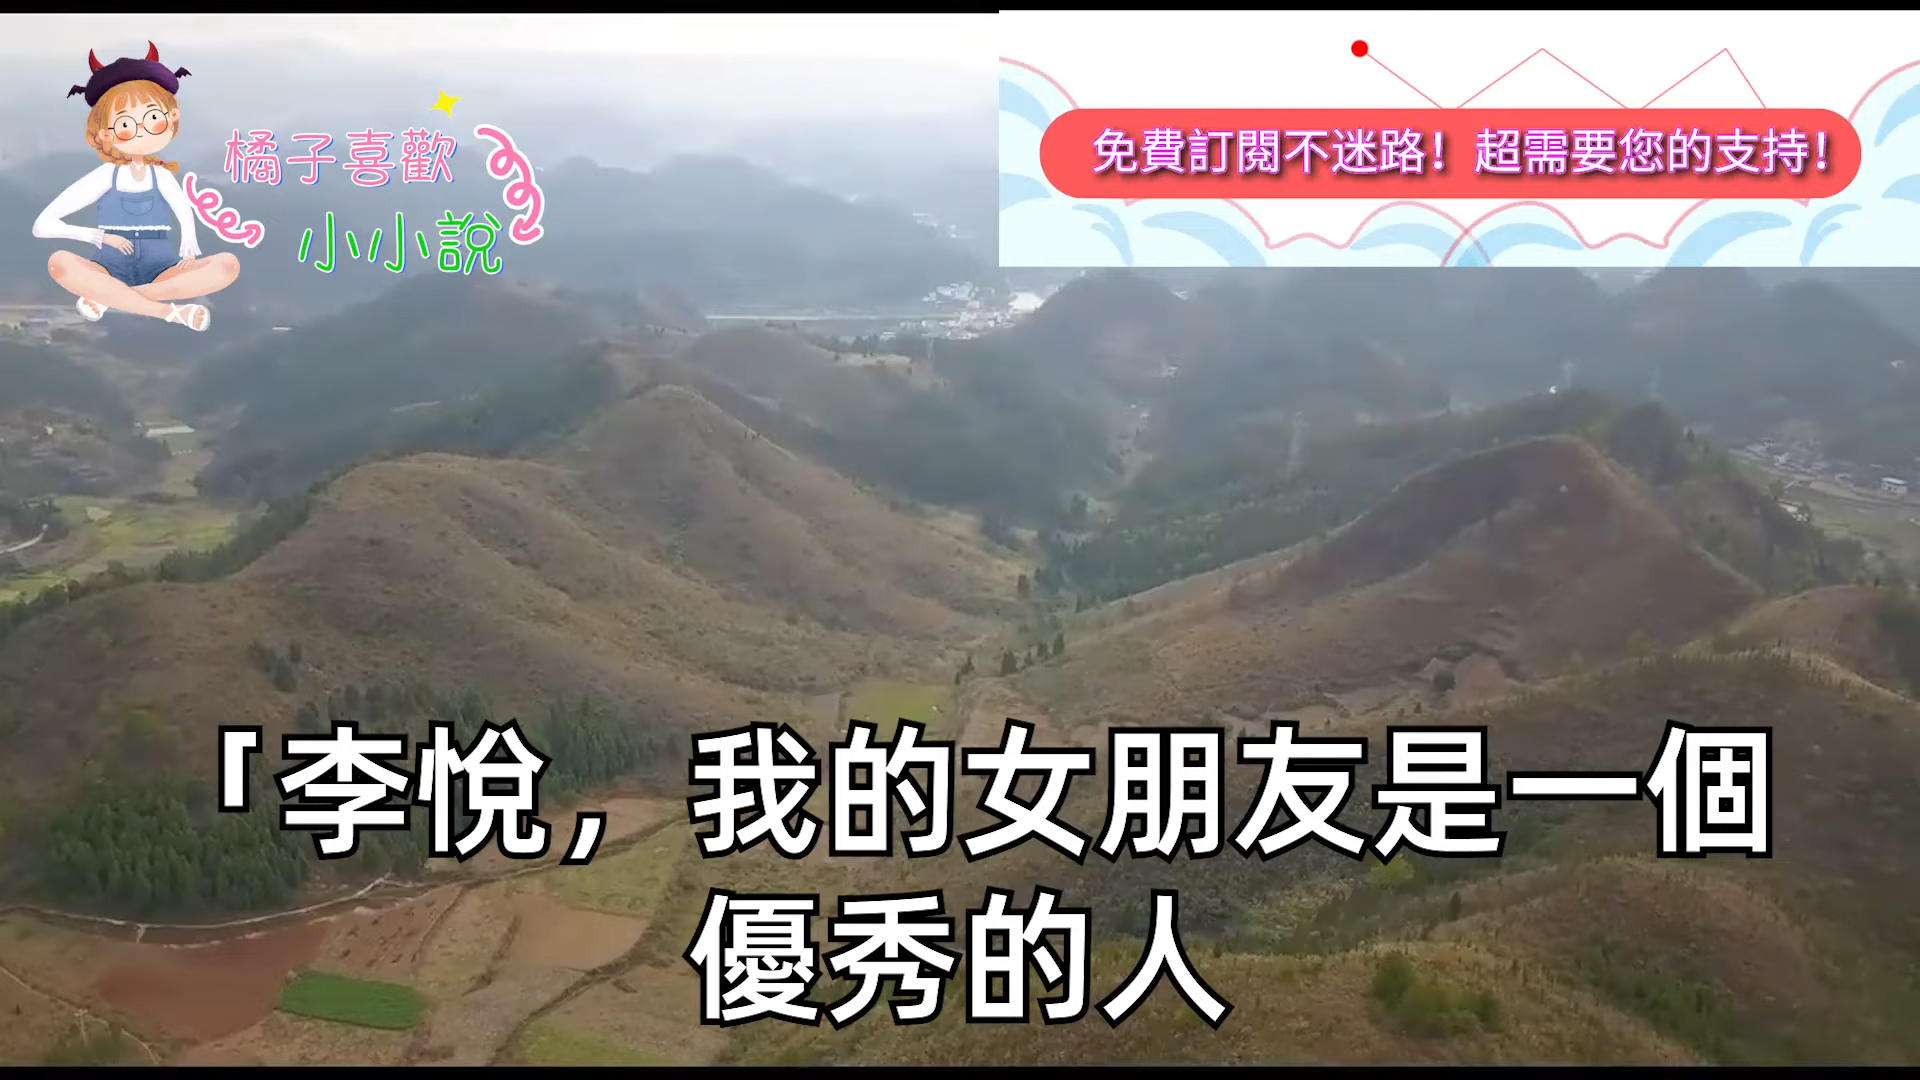 橘子喜歡
小小說
免費訂閱不迷路！超需要您的支持！
「李悅，我的女朋友是一個
優秀的人